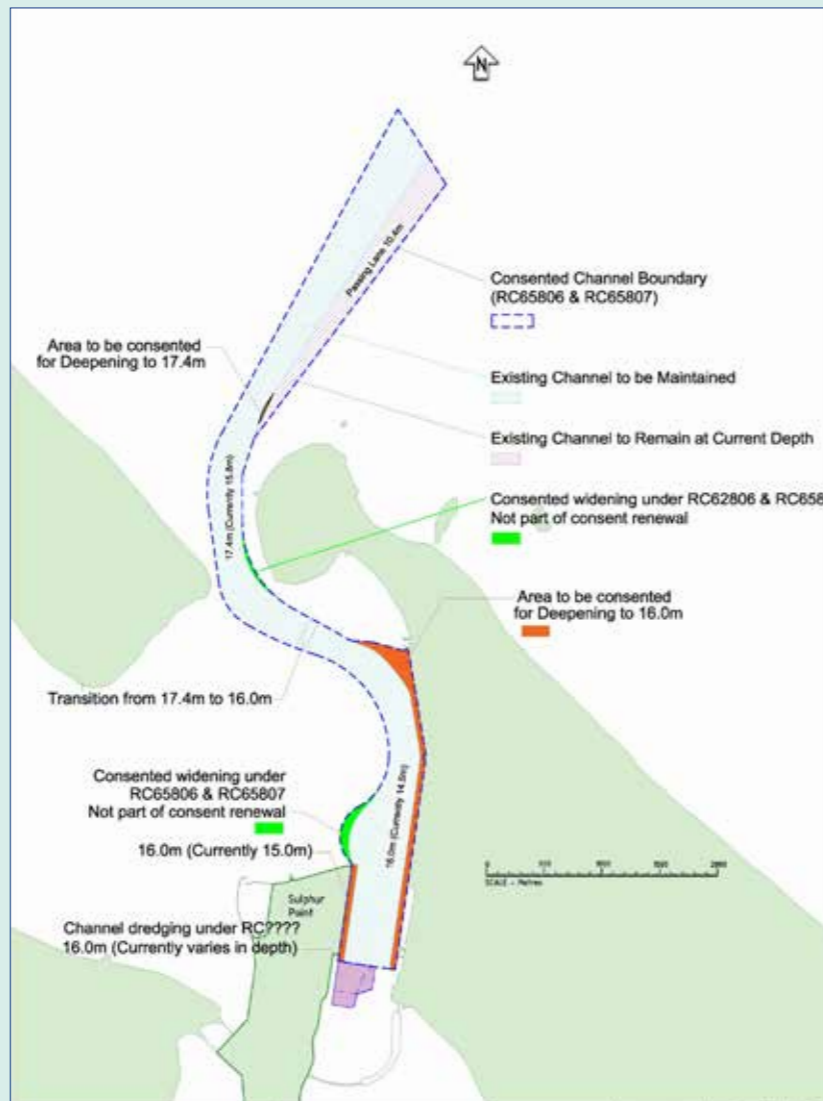 N
Passing Lane 10.4m
Consented Channel Boundary
(RC65806 & RC65807)
Area to be consented
for Deepening to 17.4m
Existing Channel to be Maintained
Existing Channel to Remain at Current Depth
17.4m (Currently 15.8m)
Consented widening under RC62806 & RC658
Not part of consent renewal
Area to be consented
for Deepening to 16.0m
Transition from 17.4m to 16.0m
Consented widening under
RC65806 & RC65807
Not part of consent renewal
16.0m (Currently 14.5m)
16.0m (Currently 15.0m)
0
SCALE - Metres
Sulphur
Point
Channel dredging under RC????
16.0m (Currently varies in depth)